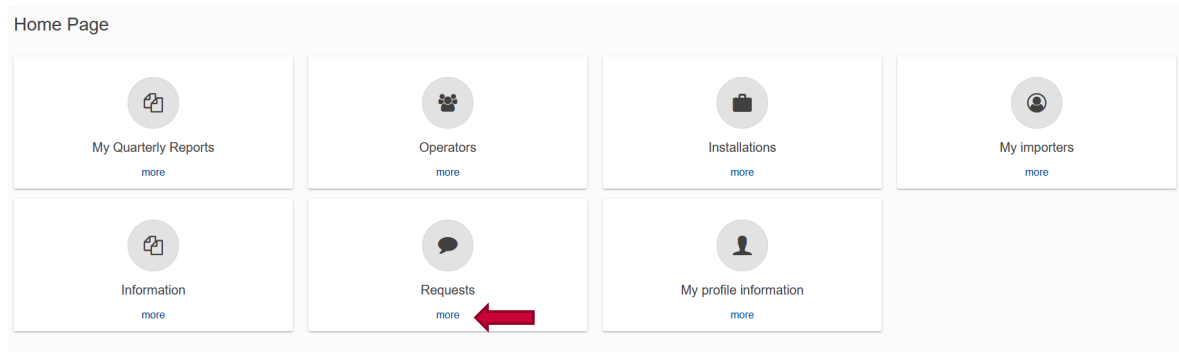 Home Page
My Quarterly Reports
more
Operators
more
Installations
more
My importers
more
Information
more
Requests
more
My profile information
more